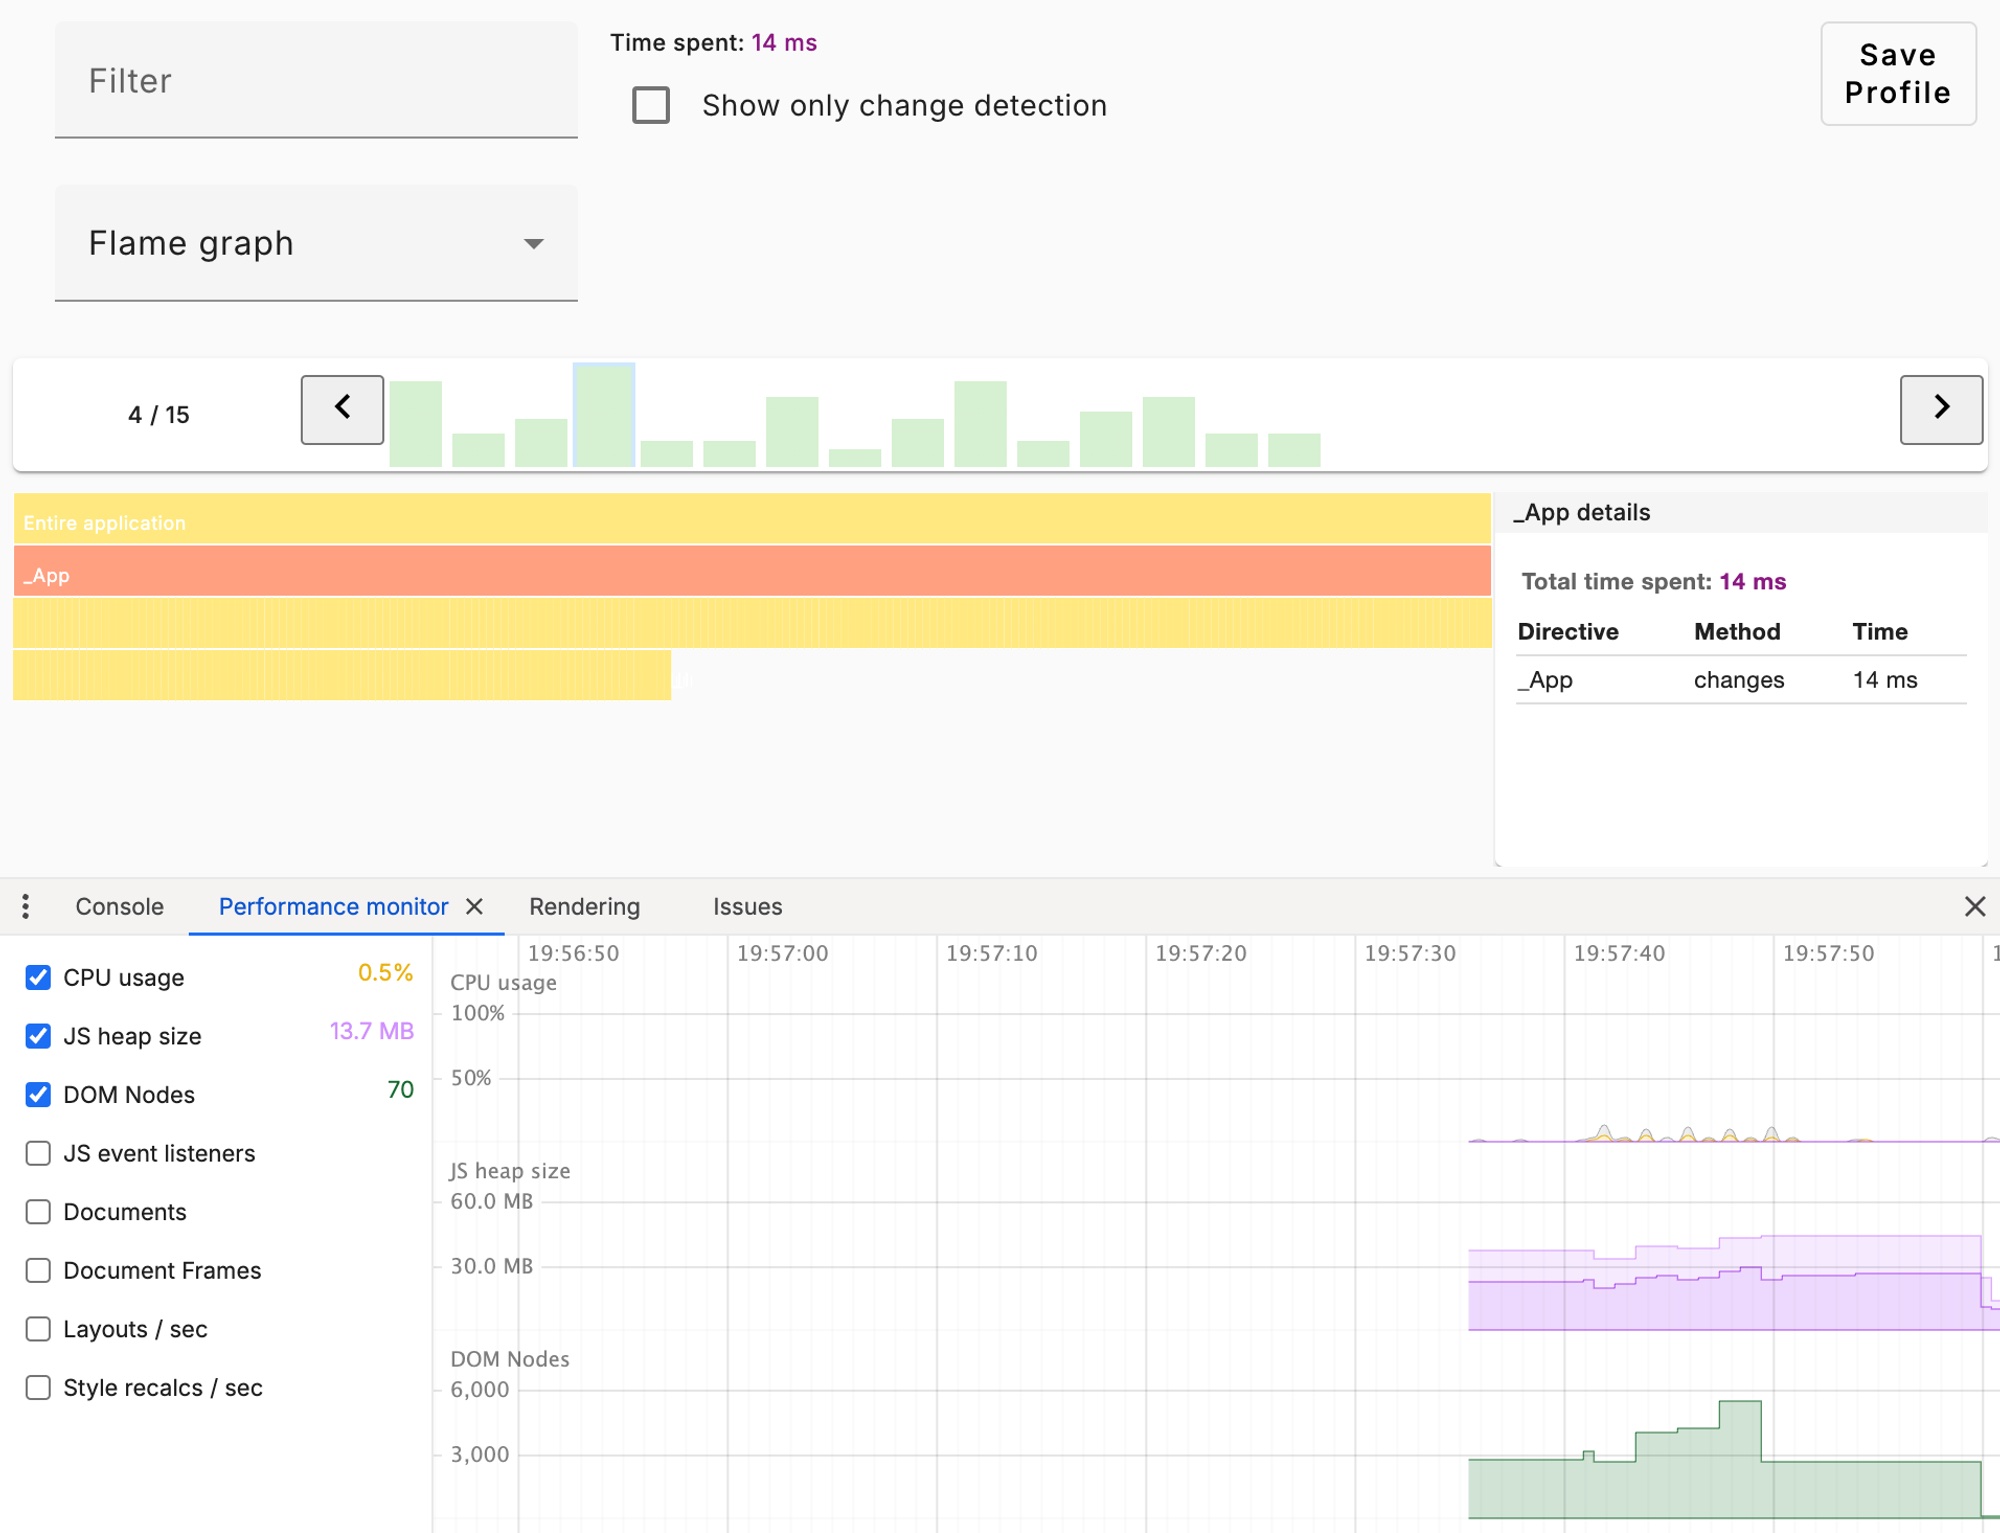 Filter
Time spent: 14 ms
Show only change detection
Save
Profile
Flame graph
4 / 15
Entire application
_App
_App details
Total time spent: 14 ms
Directive Method Time
_App changes 14 ms
Console Performance monitor Rendering Issues
CPU usage 0.5%
JS heap size 13.7 MB
DOM Nodes 70
JS event listeners
Documents
Document Frames
Layouts / sec
Style recalcs / sec
19:56:50 19:57:00 19:57:10 19:57:20 19:57:30 19:57:40 19:57:50
CPU usage
100%
50%
JS heap size
60.0 MB
30.0 MB
DOM Nodes
6,000
3,000